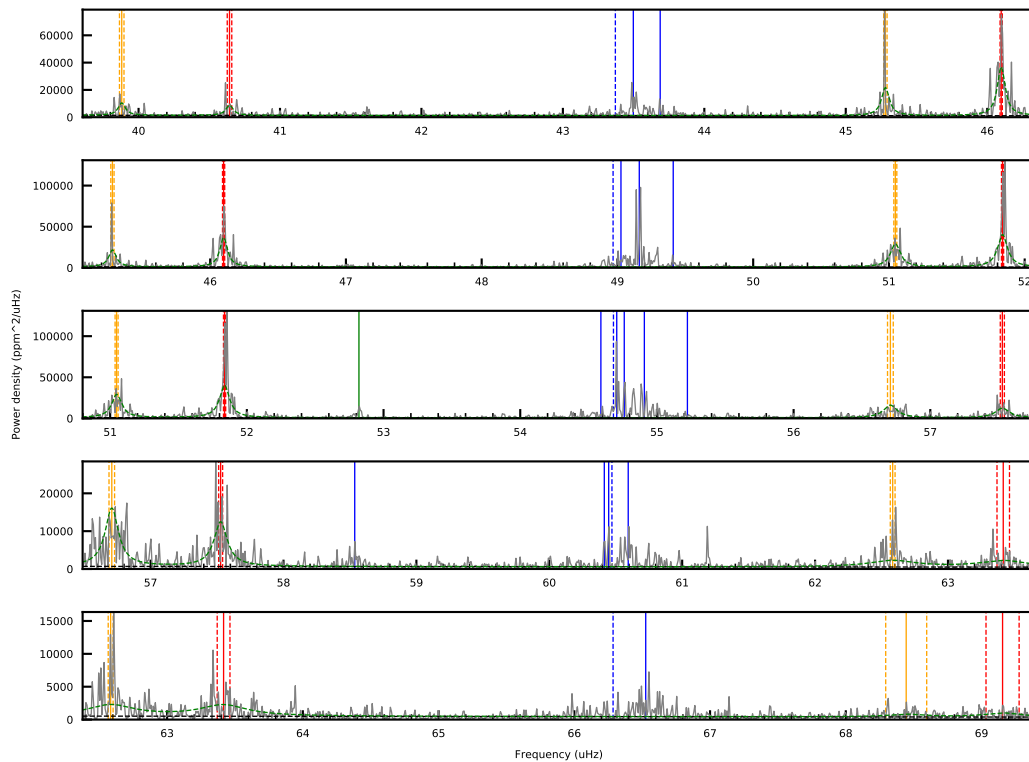 60000
40000
20000
0
40 41 42 43 44 45 46
100000
50000
0
46 47 48 49 50 51 52
Power density (ppm^2/uHz)
100000
50000
0
51 52 53 54 55 56 57
20000
10000
0
57 58 59 60 61 62 63
15000
10000
5000
0
63 64 65 66 67 68 69
Frequency (uHz)